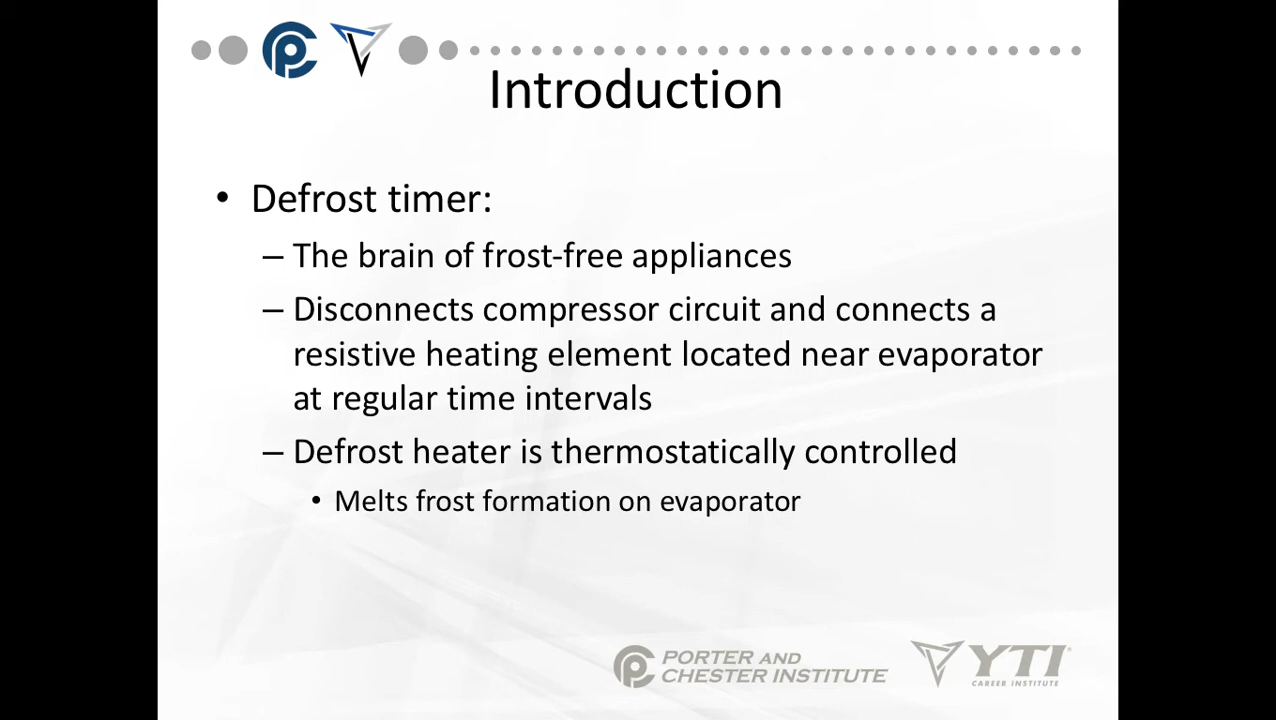 Introduction
• Defrost timer:
– The brain of frost-free appliances
– Disconnects compressor circuit and connects a
resistive heating element located near evaporator
at regular time intervals
– Defrost heater is thermostatically controlled
• Melts frost formation on evaporator
PORTER AND
CHESTER INSTITUTE
YTI
CAREER INSTITUTE